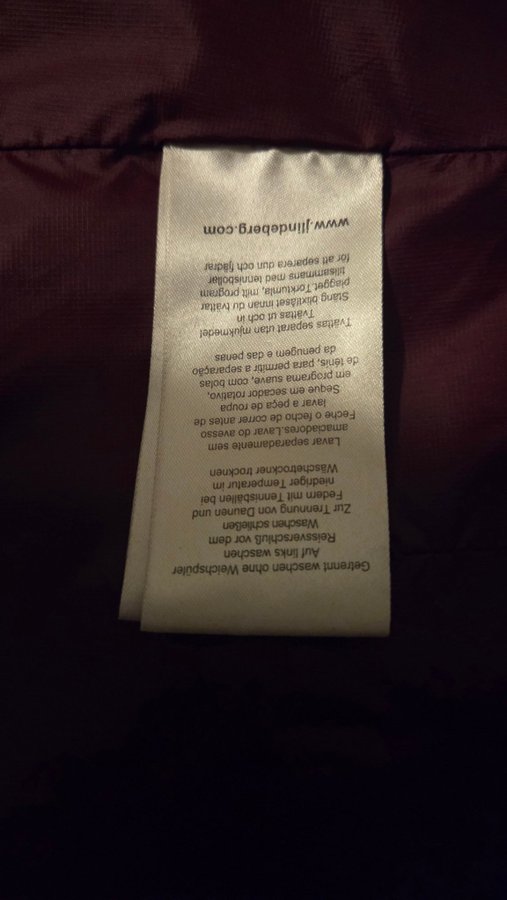 Getrennt waschen ohne Weichspüler
Auf links waschen
Reissverschluß vor dem
Waschen schließen
Zur Trennung von Daunen und
Federn mit Tennisbällen bei
niedriger Temperatur im
Wäschetrockner trocknen
Lavar separadamente sem
amaciadores.Lavar do avesso
Feche o fecho de correr antes de
lavar a peça de roupa
Seque em secador rotativo,
em programa suave, com bolas
de ténis, para permitir a separação
da penugem e das penas
Tvättas separat utan mjukmedel
Tvättas ut och in
Stäng blixtlåset innan du tvättar
plagget,Torktumla, milt program
tillsammans med tennisbollar
för att separera dun och fjädrar
www.jlindeberg.com